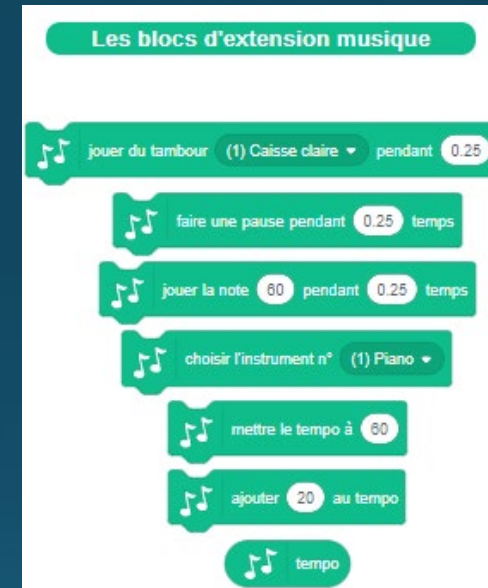 Les blocs d'extension musique
jouer du tambour (1) Caisse claire pendant 0.25
faire une pause pendant 0.25 temps
jouer la note 60 pendant 0.25 temps
choisir l'instrument n° (1) Piano
mettre le tempo à 60
ajouter 20 au tempo
tempo